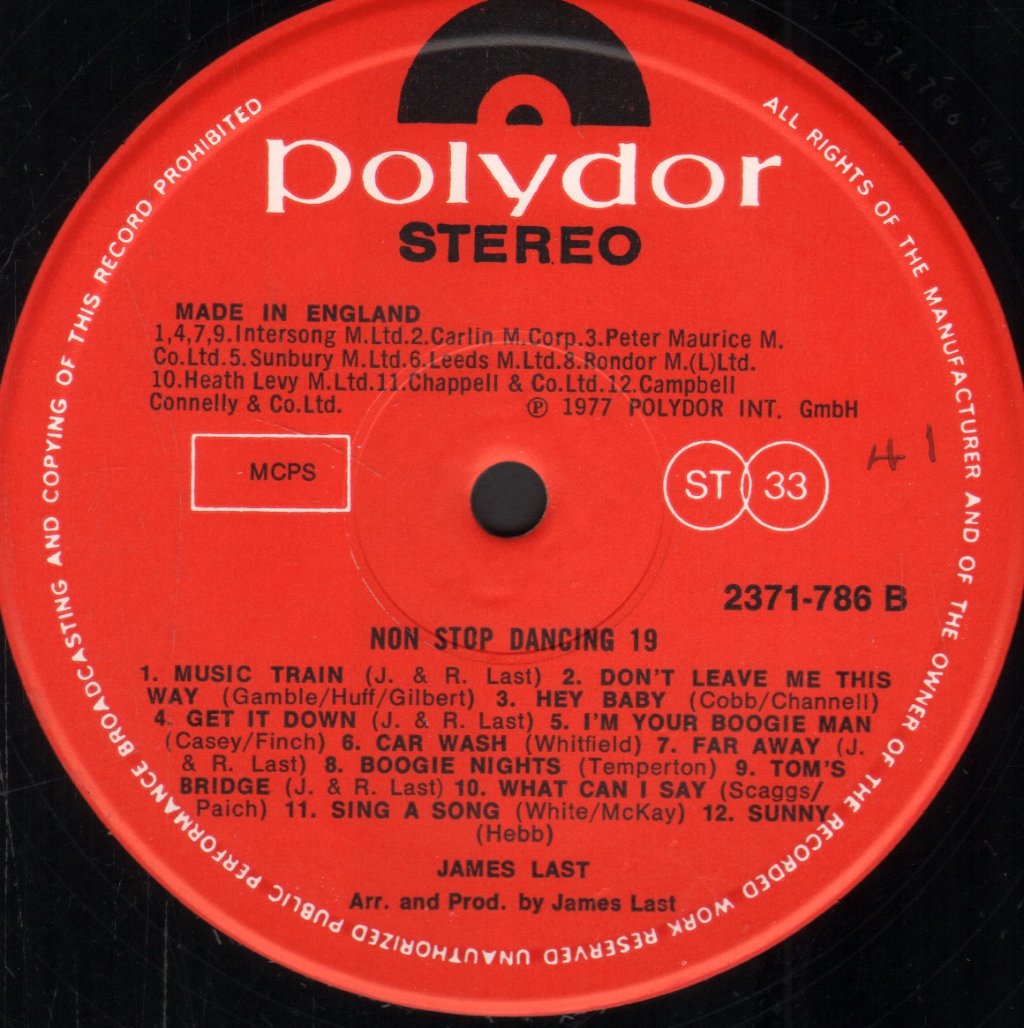 polydor
STEREO
MADE IN ENGLAND
1,4,7,9.Intersong M.Ltd.2.Carlin M.Corp.3.Peter Maurice M.
Co.Ltd.5.Sunbury M.Ltd.6.Leeds M.Ltd.8.Rondor M.(L)Ltd.
10.Heath Levy M.Ltd.11.Chappell & Co.Ltd.12.Campbell
Connelly & Co.Ltd.
℗ 1977 POLYDOR INT. GmbH
MCPS
ST 33
41
2371-786 B
NON STOP DANCING 19
1. MUSIC TRAIN (J. & R. Last) 2. DON'T LEAVE ME THIS
WAY (Gamble/Huff/Gilbert) 3. HEY BABY (Cobb/Channell)
4. GET IT DOWN (J. & R. Last) 5. I'M YOUR BOOGIE MAN
(Casey/Finch) 6. CAR WASH (Whitfield) 7. FAR AWAY (J.
& R. Last) 8. BOOGIE NIGHTS (Temperton) 9. TOM'S
BRIDGE (J. & R. Last) 10. WHAT CAN I SAY (Scaggs/
Paich) 11. SING A SONG (White/McKay) 12. SUNNY
(Hebb)
JAMES LAST
Arr. and Prod. by James Last
ALL RIGHTS OF THE MANUFACTURER AND OF THE OWNER OF THE RECORDED WORK RESERVED UNAUTHORIZED PUBLIC PERFORMANCE BROADCASTING AND COPYING OF THIS RECORD PROHIBITED